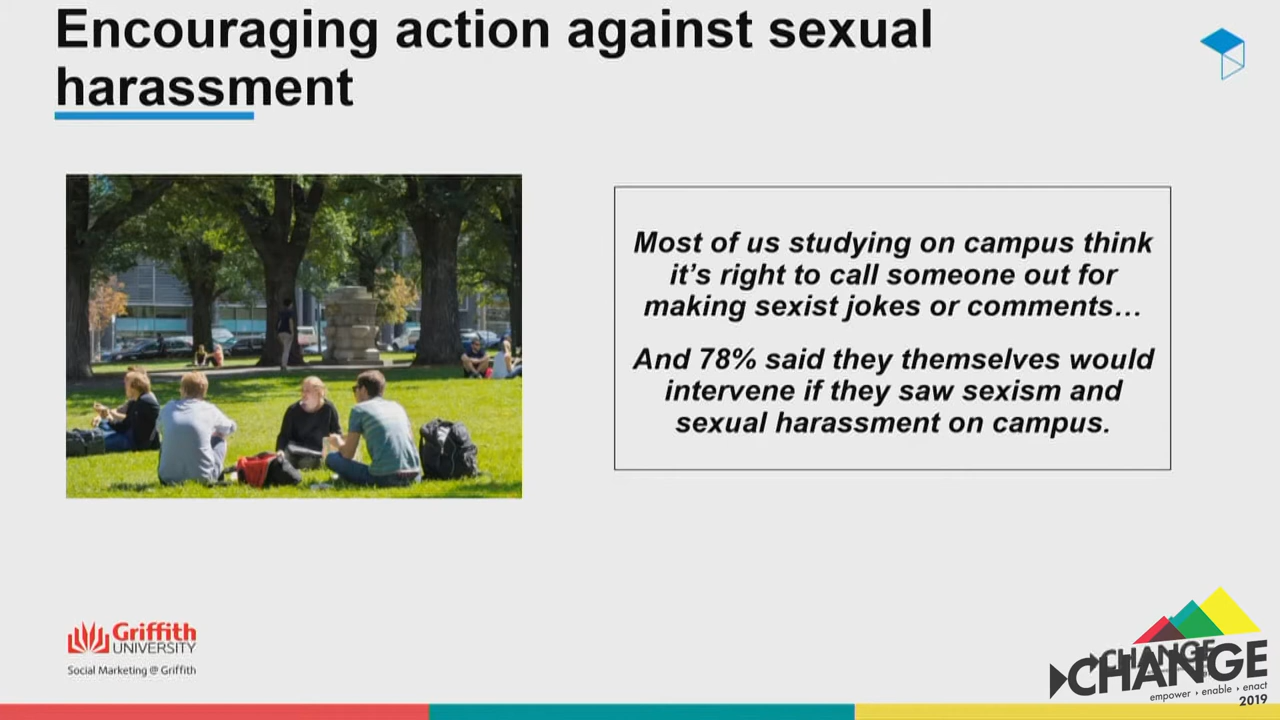 Encouraging action against sexual
harassment
Most of us studying on campus think
it's right to call someone out for
making sexist jokes or comments…
And 78% said they themselves would
intervene if they saw sexism and
sexual harassment on campus.
Griffith
UNIVERSITY
Social Marketing @ Griffith
CHANGE
CHANGE
empower › enable › enact
2019